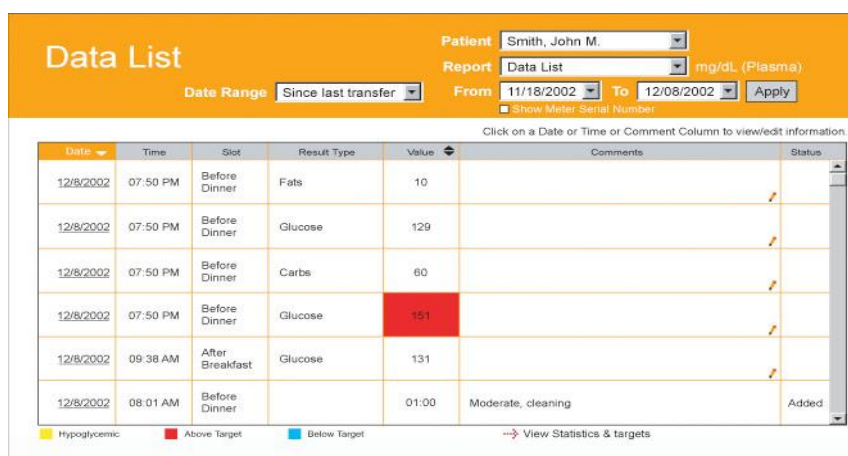 Data List
Patient Smith, John M.
Report Data List mg/dL (Plasma)
Date Range Since last transfer From 11/18/2002 To 12/08/2002 Apply
Show Meter Serial Number
Click on a Date or Time or Comment Column to view/edit information.
Date Time Slot Result Type Value Comments Status
12/8/2002 07:50 PM Before Dinner Fats 10
12/8/2002 07:50 PM Before Dinner Glucose 129
12/8/2002 07:50 PM Before Dinner Carbs 60
12/8/2002 07:50 PM Before Dinner Glucose 151
12/8/2002 09:38 AM After Breakfast Glucose 131
12/8/2002 08:01 AM Before Dinner 01:00 Moderate, cleaning Added
Hypoglycemic Above Target Below Target View Statistics & targets